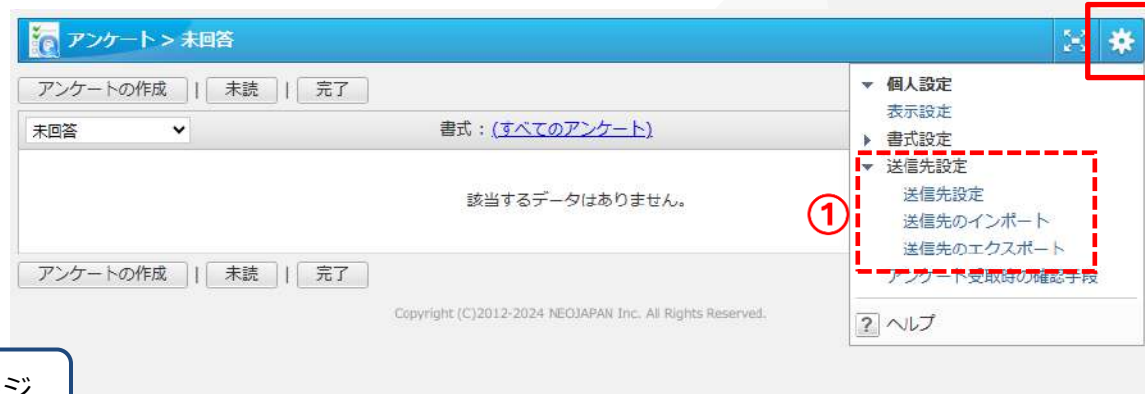 アンケート > 未回答
アンケートの作成 | 未読 | 完了
未回答
書式：(すべてのアンケート)
該当するデータはありません。
アンケートの作成 | 未読 | 完了
Copyright (C)2012-2024 NEOJAPAN Inc. All Rights Reserved.
個人設定
表示設定
書式設定
送信先設定
送信先設定
送信先のインポート
送信先のエクスポート
アンケート受取時の確認手段
? ヘルプ
①
ジ